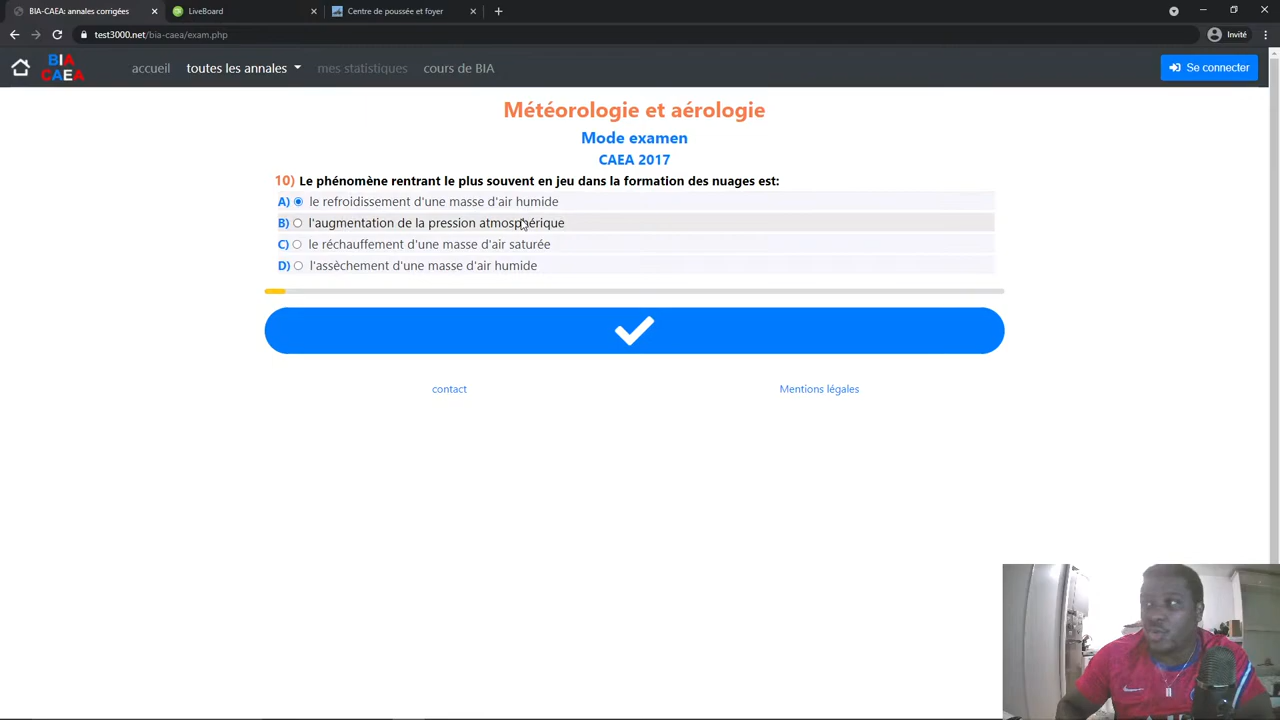 BIA-CAEA: annales corrigées
LiveBoard
Centre de poussée et foyer
test3000.net/bia-caea/exam.php
Invité
BIA
CAEA
accueil
toutes les annales
mes statistiques
cours de BIA
Se connecter
Météorologie et aérologie
Mode examen
CAEA 2017
10) Le phénomène rentrant le plus souvent en jeu dans la formation des nuages est:
A) le refroidissement d'une masse d'air humide
B) l'augmentation de la pression atmosphérique
C) le réchauffement d'une masse d'air saturée
D) l'assèchement d'une masse d'air humide
contact
Mentions légales